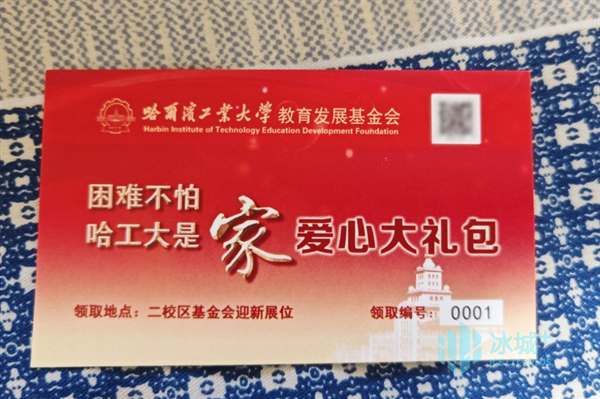 哈爾濱工業大学 教育发展基金会
Harbin Institute of Technology Education Development Foundation
困难不怕
哈工大是
家
爱心大礼包
领取地点：二校区基金会迎新展位
领取编号：0001
冰城